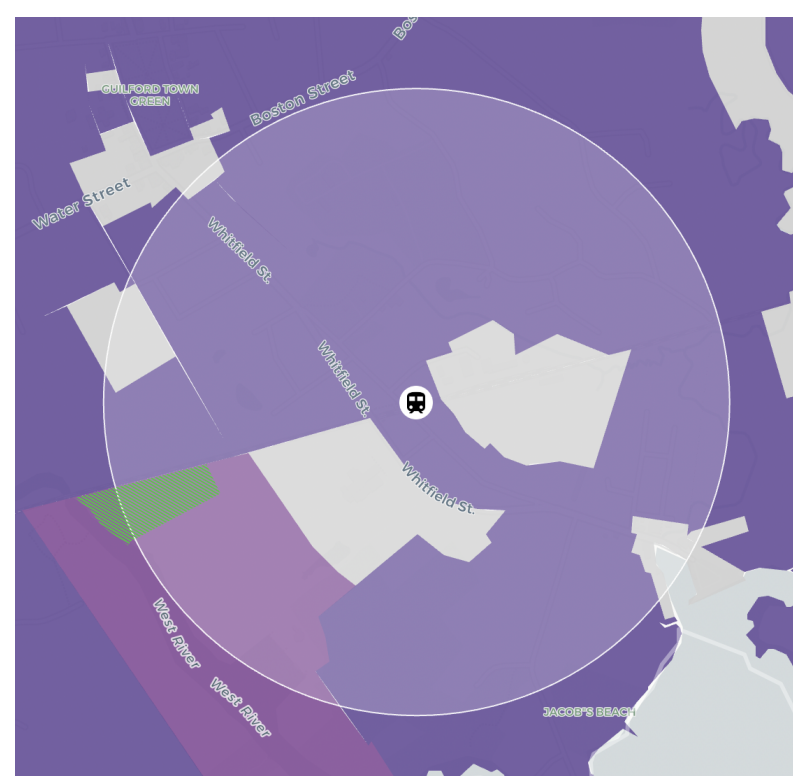 GUILFORD TOWN
GREEN
Boston Street
Water Street
Whitfield St.
Whitfield St.
Whitfield St.
West River
West River
JACOB'S BEACH